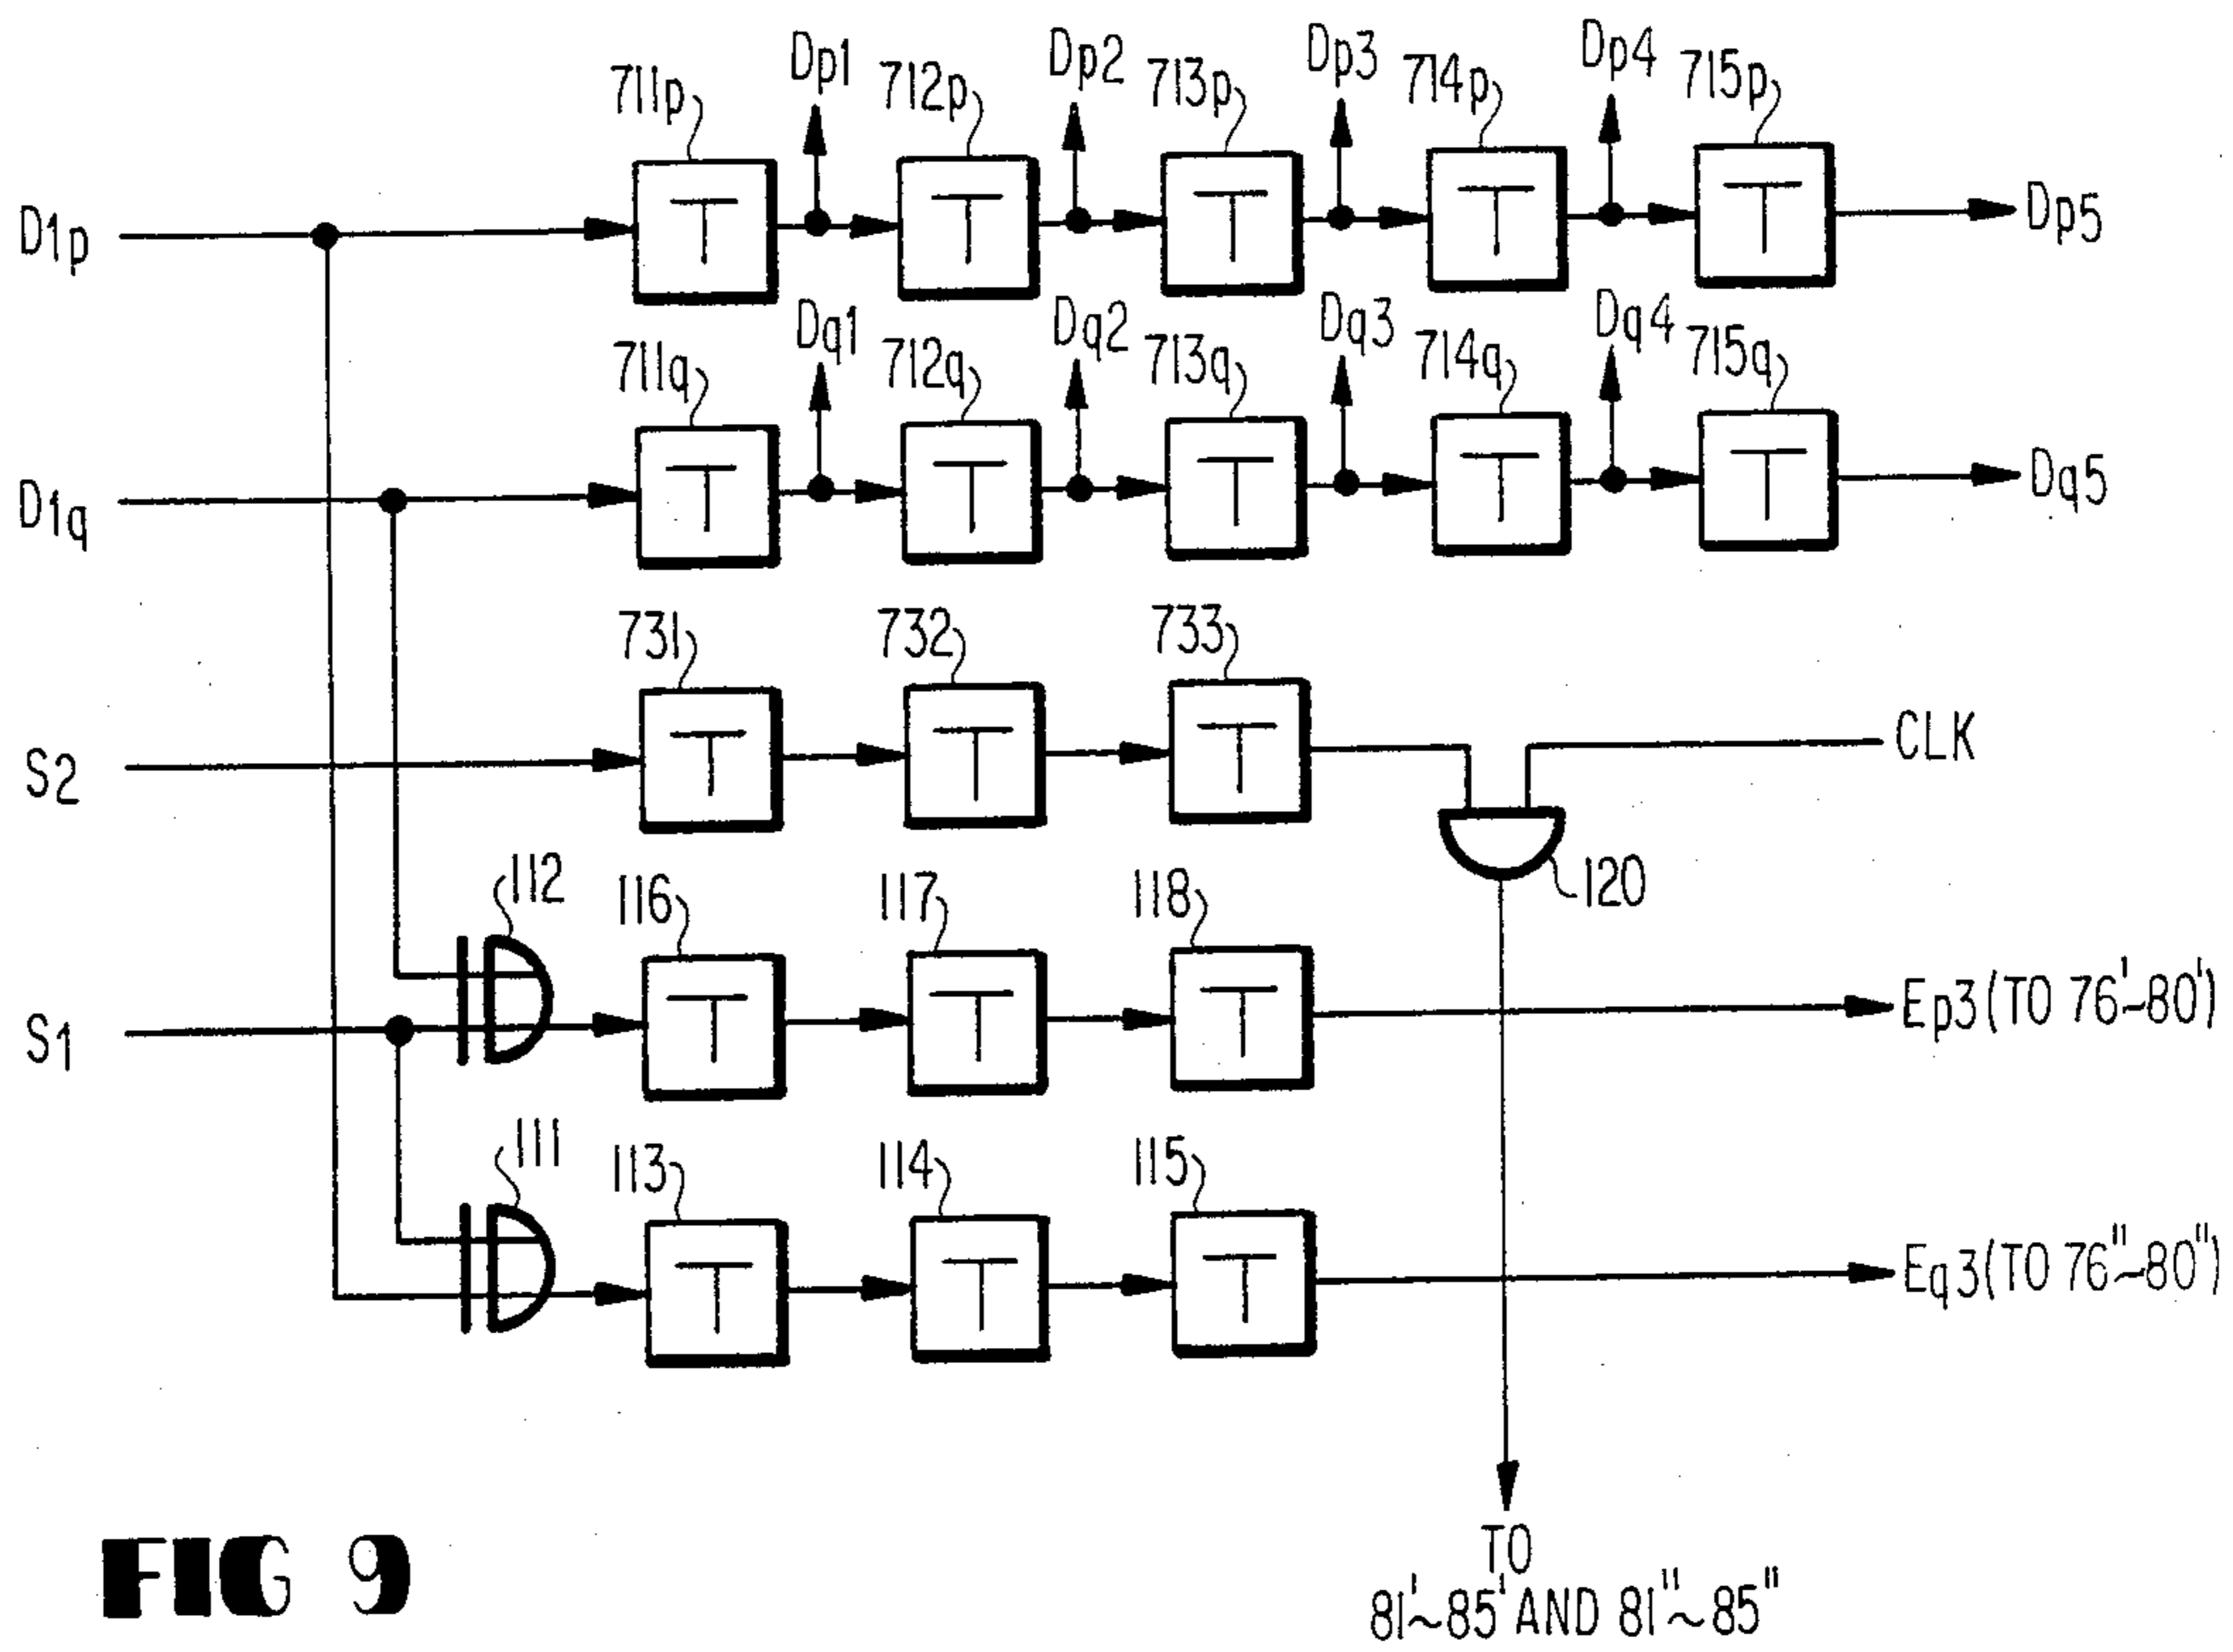 Dp1 Dp2 Dp3 Dp4
711p 712p 713p 714p 715p
D1p T T T T T Dp5
Dq1 Dq2 Dq3 Dq4
711q 712q 713q 714q 715q
D1q T T T T T Dq5
731 732 733
S2 T T T CLK
120
112 116 117 118
S1 T T T Ep3 (TO 76'~80')
111 113 114 115
T T T Eq3 (TO 76"~80")
TO
81'~85' AND 81"~85"
FIG 9